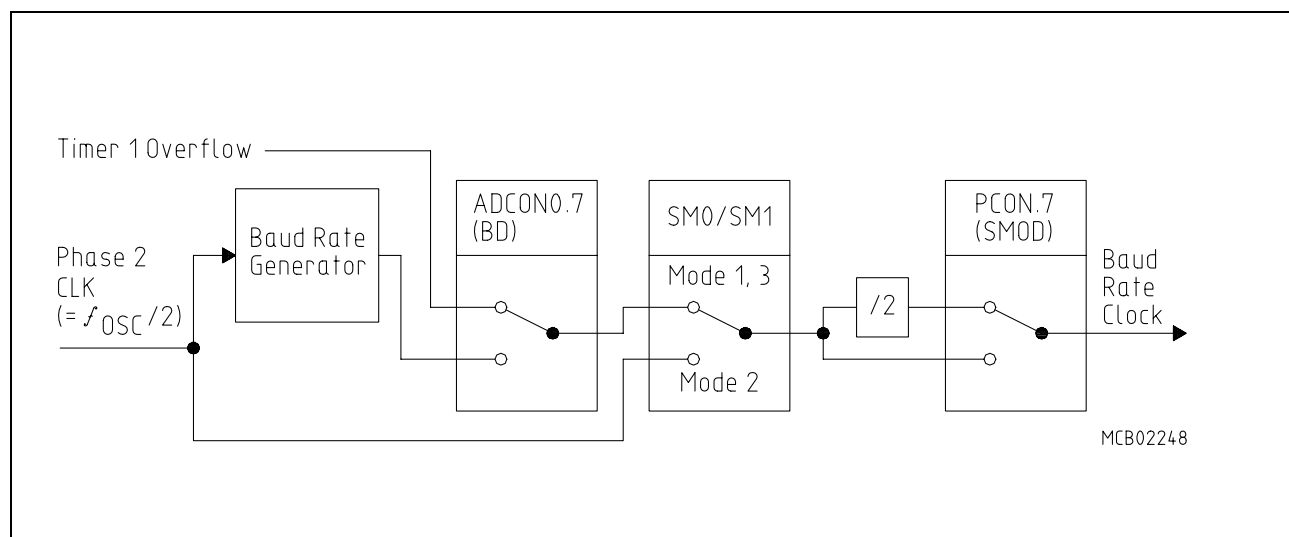 Timer 1 Overflow
Phase 2
CLK
(= fOSC/2)
Baud Rate
Generator
ADCON0.7
(BD)
SM0/SM1
Mode 1, 3
Mode 2
/2
PCON.7
(SMOD)
Baud
Rate
Clock
MCB02248